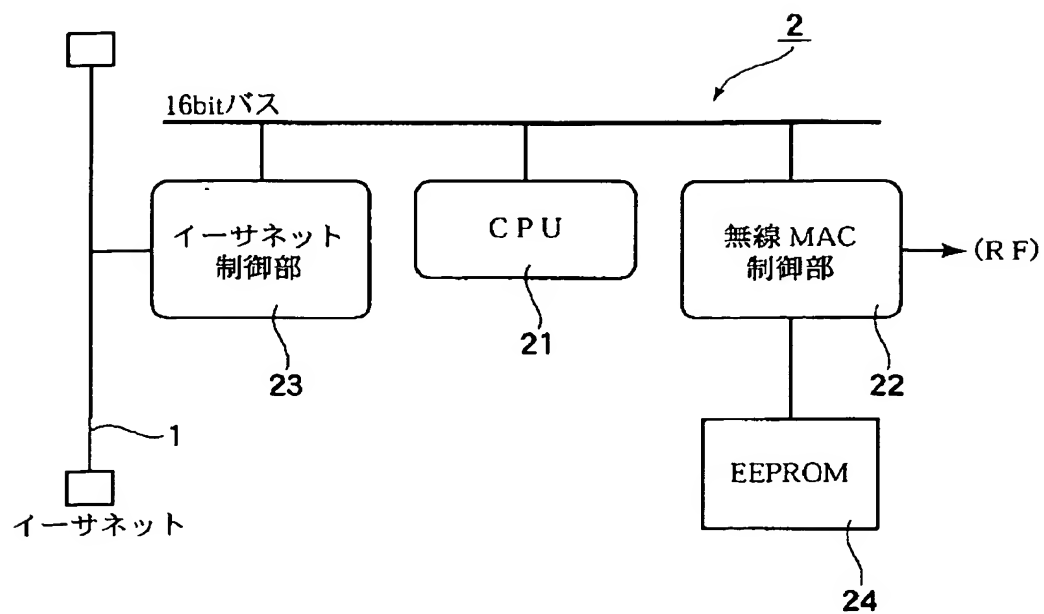 2
16bitバス
イーサネット
制御部
CPU
無線 MAC
制御部
(RF)
23
21
22
1
EEPROM
イーサネット
24